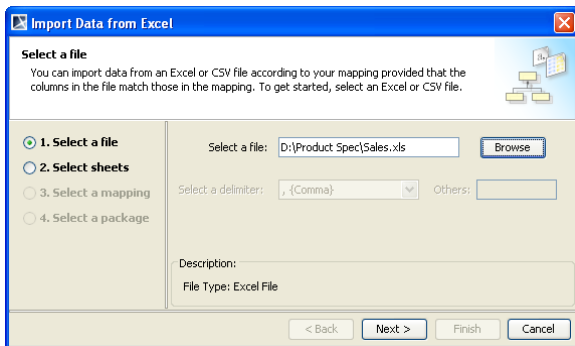 Import Data from Excel
Select a file
You can import data from an Excel or CSV file according to your mapping provided that the
columns in the file match those in the mapping. To get started, select an Excel or CSV file.
1. Select a file
2. Select sheets
3. Select a mapping
4. Select a package
Select a file: D:\Product Spec\Sales.xls Browse
Select a delimiter: , {Comma} Others:
Description:
File Type: Excel File
< Back Next > Finish Cancel